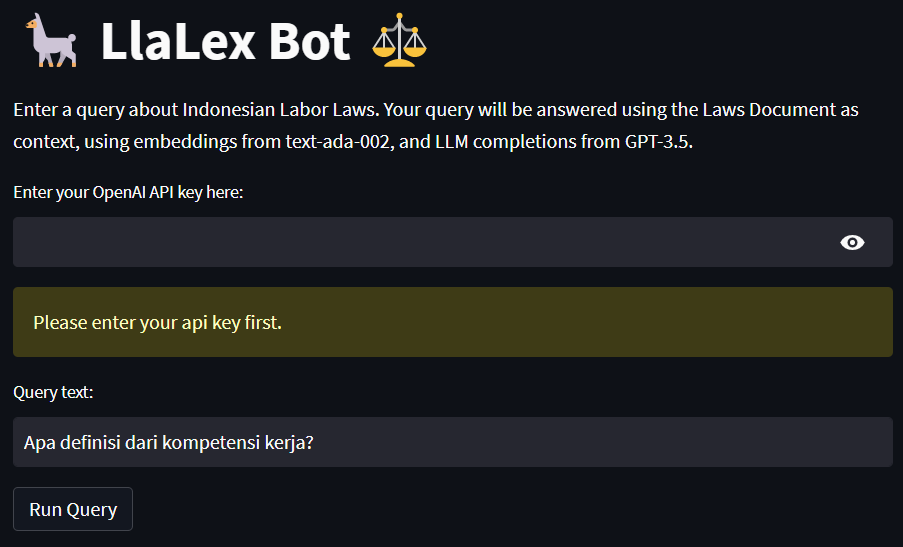 LlaLex Bot
Enter a query about Indonesian Labor Laws. Your query will be answered using the Laws Document as
context, using embeddings from text-ada-002, and LLM completions from GPT-3.5.
Enter your OpenAI API key here:
Please enter your api key first.
Query text:
Apa definisi dari kompetensi kerja?
Run Query